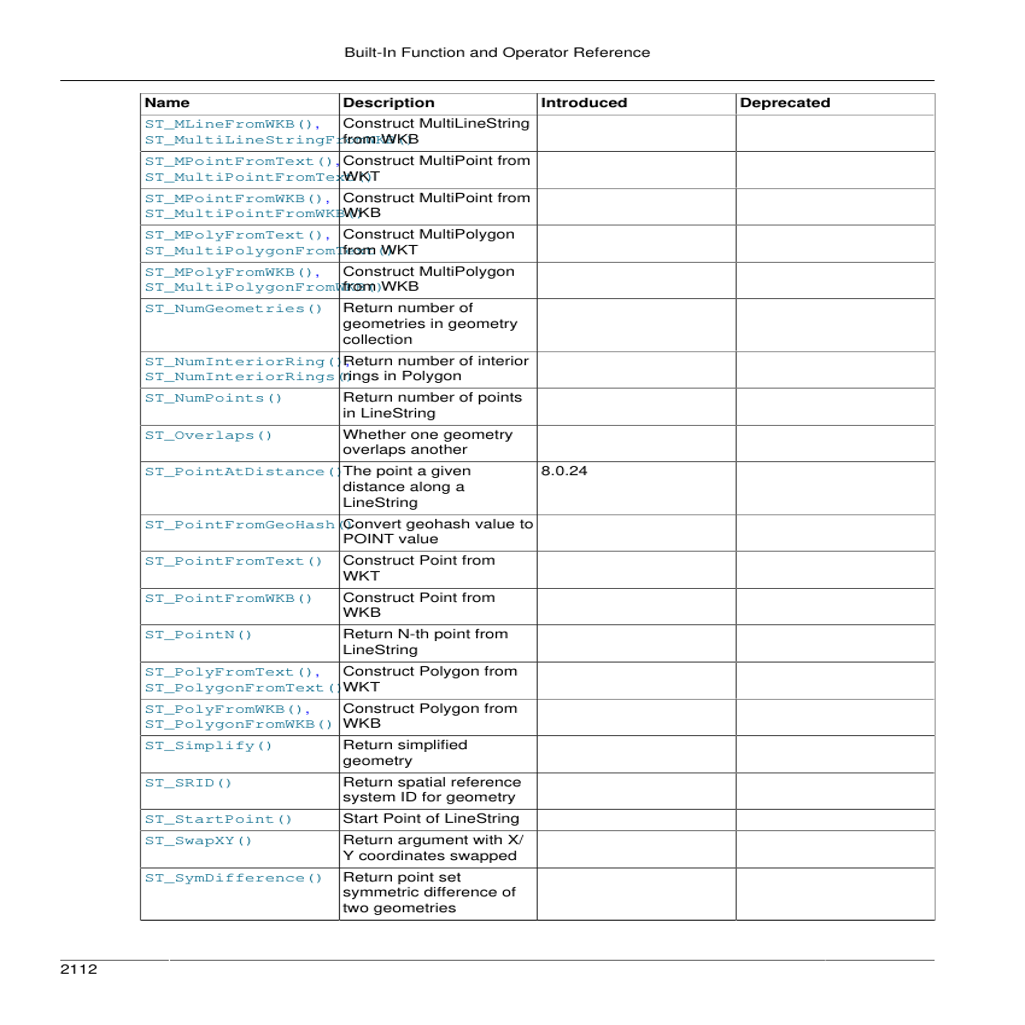 Built-In Function and Operator Reference
Name Description Introduced Deprecated
ST_MLineFromWKB(), Construct MultiLineString
ST_MultiLineStringFromWKB() from WKB
ST_MPointFromText(), Construct MultiPoint from
ST_MultiPointFromText() WKT
ST_MPointFromWKB(), Construct MultiPoint from
ST_MultiPointFromWKB() WKB
ST_MPolyFromText(), Construct MultiPolygon
ST_MultiPolygonFromText() from WKT
ST_MPolyFromWKB(), Construct MultiPolygon
ST_MultiPolygonFromWKB() from WKB
ST_NumGeometries() Return number of
geometries in geometry
collection
ST_NumInteriorRing(), Return number of interior
ST_NumInteriorRings() rings in Polygon
ST_NumPoints() Return number of points
in LineString
ST_Overlaps() Whether one geometry
overlaps another
ST_PointAtDistance() The point a given 8.0.24
distance along a
LineString
ST_PointFromGeoHash() Convert geohash value to
POINT value
ST_PointFromText() Construct Point from
WKT
ST_PointFromWKB() Construct Point from
WKB
ST_PointN() Return N-th point from
LineString
ST_PolyFromText(), Construct Polygon from
ST_PolygonFromText() WKT
ST_PolyFromWKB(), Construct Polygon from
ST_PolygonFromWKB() WKB
ST_Simplify() Return simplified
geometry
ST_SRID() Return spatial reference
system ID for geometry
ST_StartPoint() Start Point of LineString
ST_SwapXY() Return argument with X/
Y coordinates swapped
ST_SymDifference() Return point set
symmetric difference of
two geometries
2112